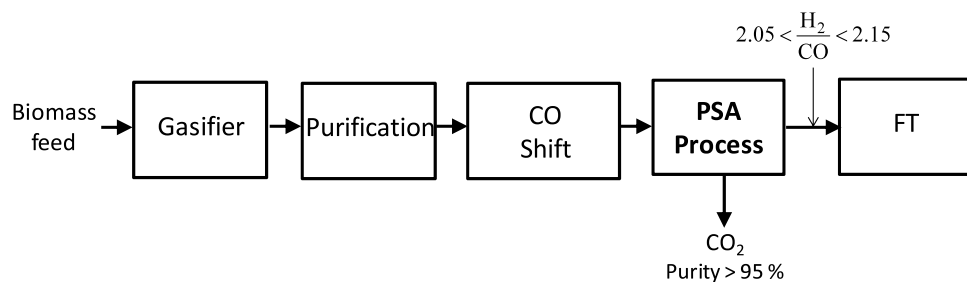 2.05 < H₂/CO < 2.15
Biomass
feed
Gasifier
Purification
CO
Shift
PSA
Process
FT
CO₂
Purity > 95 %